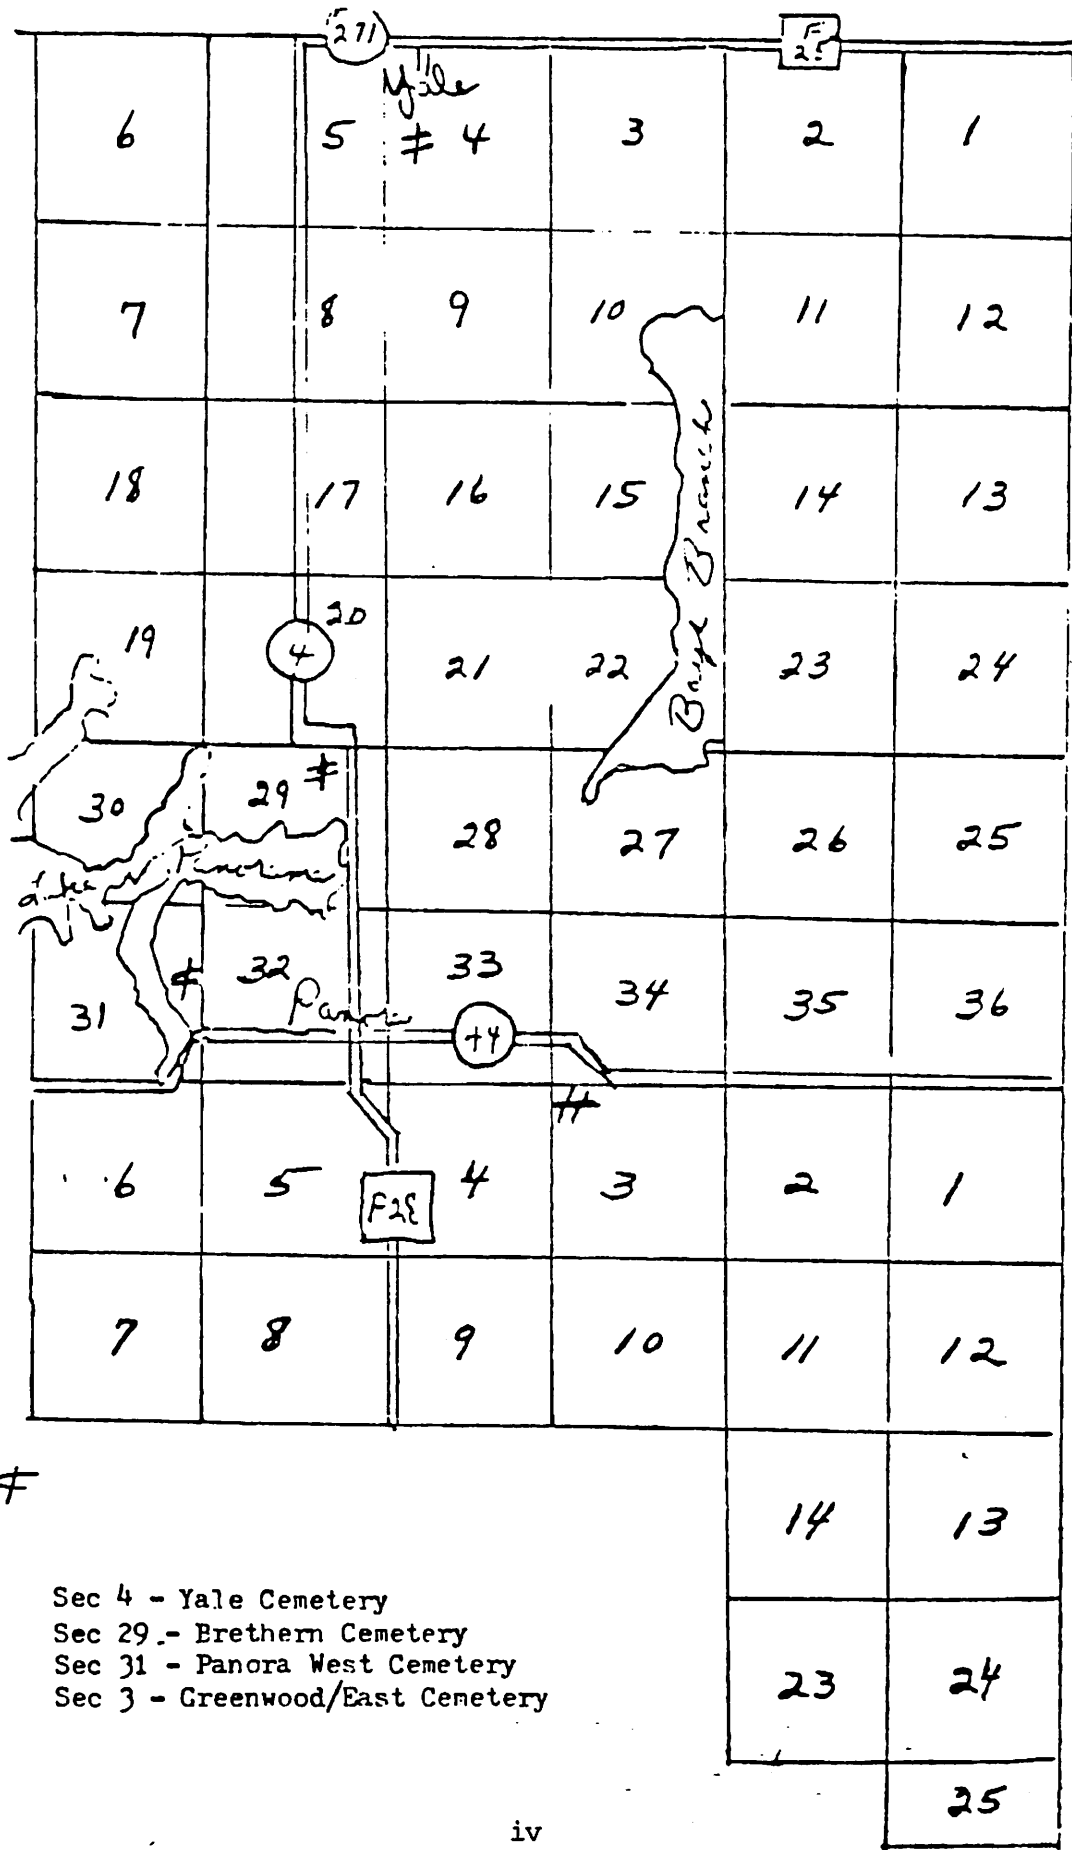 271 F 25
Yale
6 5 ‡ 4 3 2 1
7 8 9 10 11 12
18 17 16 15 14 13
Bays Branch
19 4 20 21 22 23 24
30 29 ‡ 28 27 26 25
31 ‡ 32 33 34 35 36
Panora 44
6 5 4 3 2 1
7 8 9 10 11 12
14 13
Sec 4 - Yale Cemetery
Sec 29.- Brethern Cemetery
Sec 31 - Panora West Cemetery
Sec 3 - Greenwood/East Cemetery
23 24
25
iv